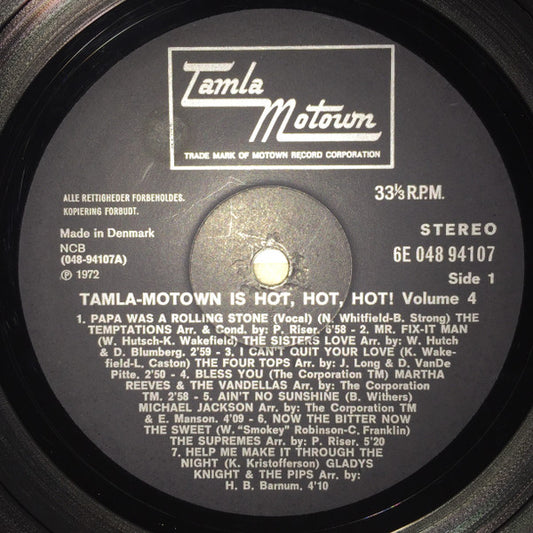 Tamla
Motown
TRADE MARK OF MOTOWN RECORD CORPORATION
ALLE RETTIGHEDER FORBEHOLDES.
KOPIERING FORBUDT.
33⅓ R.P.M.
Made in Denmark
NCB
(048-94107A)
Ⓟ 1972
STEREO
6E 048 94107
Side 1
TAMLA-MOTOWN IS HOT, HOT, HOT! Volume 4
1. PAPA WAS A ROLLING STONE (Vocal) (N. Whitfield-B. Strong) THE
TEMPTATIONS Arr. & Cond. by: P. Riser. 6'58 - 2. MR. FIX-IT MAN
(W. Hutsch-K. Wakefield) THE SISTERS LOVE Arr. by: W. Hutch
& D. Blumberg. 2'59 - 3. I CAN'T QUIT YOUR LOVE (K. Wake-
field-L. Caston) THE FOUR TOPS Arr. by: J. Long & D. VanDe
Pitte. 2'50 - 4. BLESS YOU (The Corporation TM) MARTHA
REEVES & THE VANDELLAS Arr. by: The Corporation
TM. 2'58 - 5. AIN'T NO SUNSHINE (B. Withers)
MICHAEL JACKSON Arr. by: The Corporation TM
& E. Manson. 4'09 - 6. NOW THE BITTER NOW
THE SWEET (W. "Smokey" Robinson-C. Franklin)
THE SUPREMES Arr. by: P. Riser. 5'20
7. HELP ME MAKE IT THROUGH THE
NIGHT (K. Kristofferson) GLADYS
KNIGHT & THE PIPS Arr. by:
H. B. Barnum. 4'10